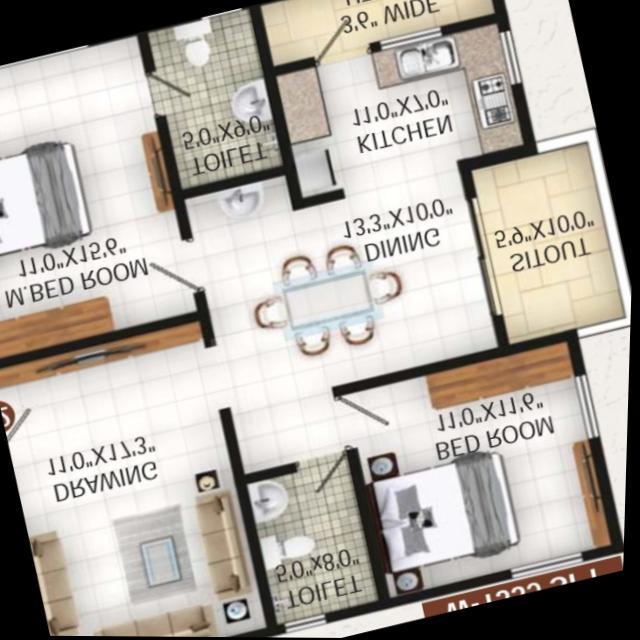 3'.6" WIDE
KITCHEN
11'.0"X7'.0"
TOILET
5'.0"X9'.0"
DINING
13'.3"X10'.0"
SITOUT
5'.9"X10'.0"
M.BED ROOM
11'.0"X15'.6"
BED ROOM
11'.0"X11'.6"
DRAWING
11'.0"X17'.3"
TOILET
5'.0"X8'.0"